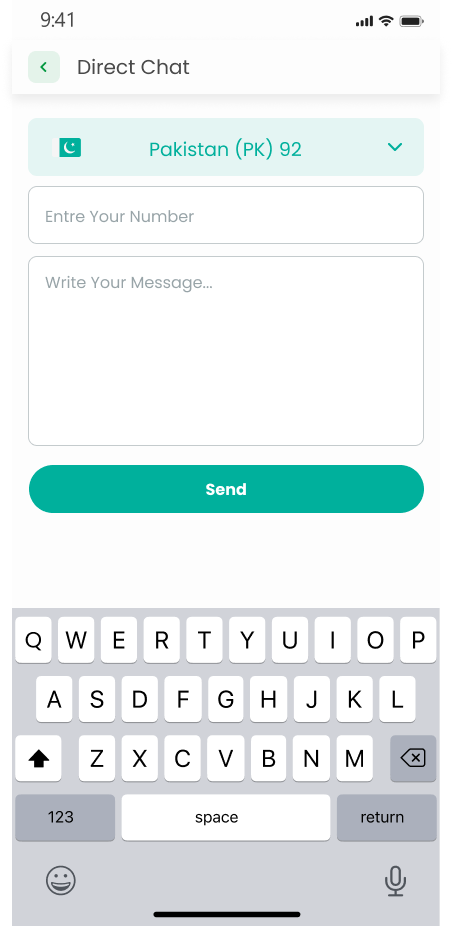 9:41
Direct Chat
Pakistan (PK) 92
Entre Your Number
Write Your Message...
Send
Q W E R T Y U I O P
A S D F G H J K L
Z X C V B N M
123 space return